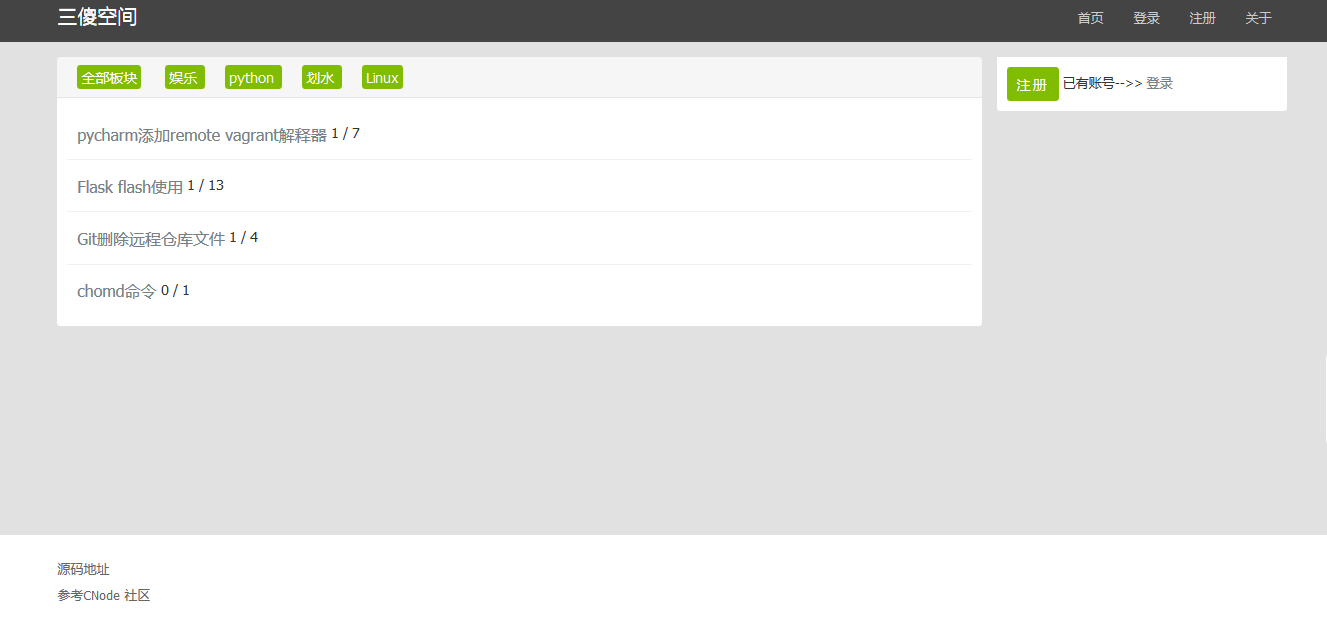 三傻空间 首页 登录 注册 关于
全部板块 娱乐 python 划水 Linux
注册 已有账号-->> 登录
pycharm添加remote vagrant解释器 1 / 7
Flask flash使用 1 / 13
Git删除远程仓库文件 1 / 4
chomd命令 0 / 1
源码地址
参考CNode 社区